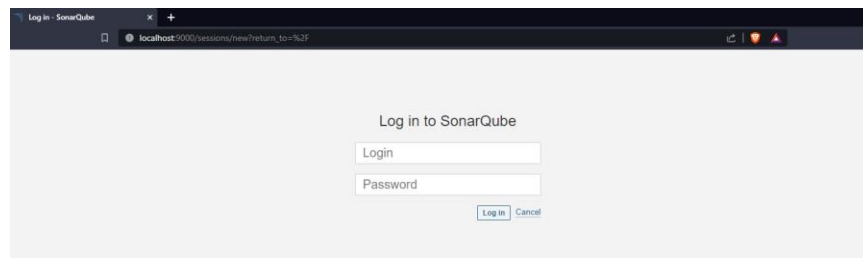 Log in - SonarQube
localhost:9000/sessions/new?return_to=%2F
Log in to SonarQube
Login
Password
Log in Cancel